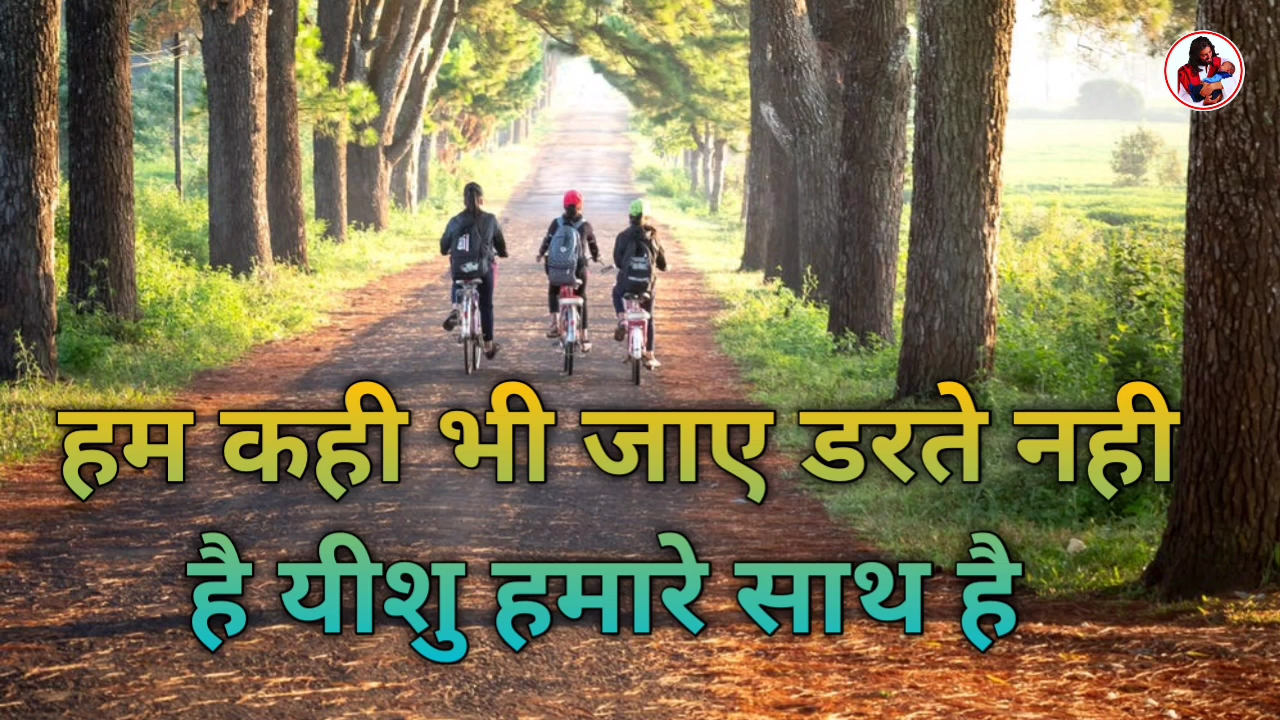 हम कही भी जाए डरते नही
है यीशु हमारे साथ है